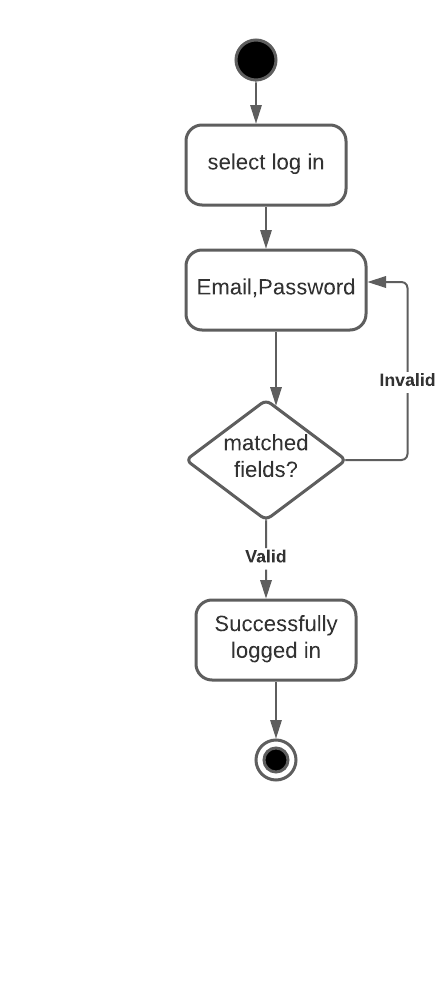 select log in
Email,Password
Invalid
matched
fields?
Valid
Successfully
logged in